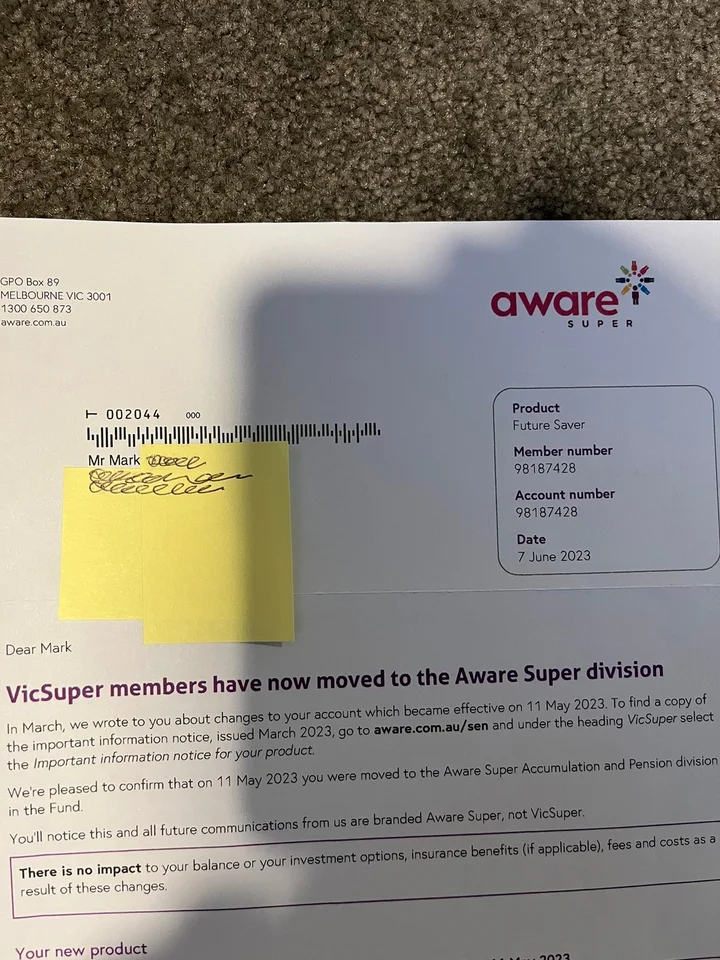 GPO Box 89
MELBOURNE VIC 3001
1300 650 873
aware.com.au
aware
SUPER
002044 000
Mr Mark
Product
Future Saver
Member number
98187428
Account number
98187428
Date
7 June 2023
Dear Mark
VicSuper members have now moved to the Aware Super division
In March, we wrote to you about changes to your account which became effective on 11 May 2023. To find a copy of
the important information notice, issued March 2023, go to aware.com.au/sen and under the heading VicSuper select
the Important information notice for your product.
We're pleased to confirm that on 11 May 2023 you were moved to the Aware Super Accumulation and Pension division
in the Fund.
You'll notice this and all future communications from us are branded Aware Super, not VicSuper.
There is no impact to your balance or your investment options, insurance benefits (if applicable), fees and costs as a
result of these changes.
Your new product
May 2023